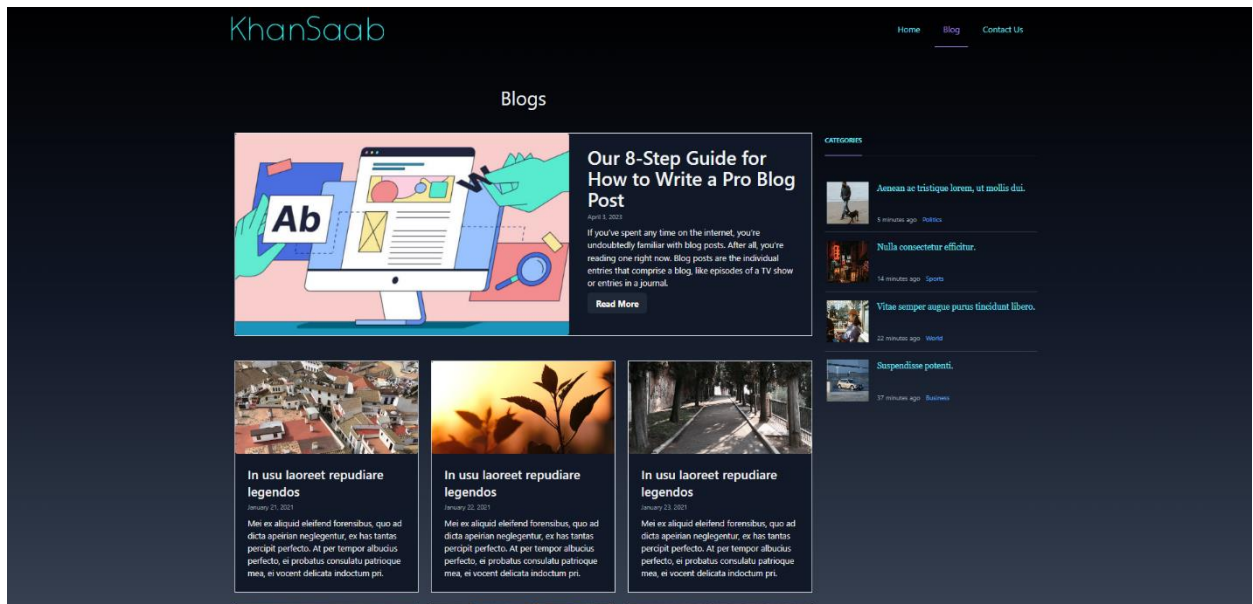 KhanSaab
Home Blog Contact Us
Blogs
Ab
W
Our 8-Step Guide for
How to Write a Pro Blog
Post
April 3, 2023
If you've spent any time on the internet, you're
undoubtedly familiar with blog posts. After all, you're
reading one right now. Blog posts are the individual
entries that comprise a blog, like episodes of a TV show
or entries in a journal.
Read More
In usu laoreet repudiare
legendos
January 21, 2021
Mei ex aliquid eleifend forensibus, quo ad
dicta apeirian neglegentur, ex has tantas
percipit perfecto. At per tempor albucius
perfecto, ei probatus consulatu patrioque
mea, ei vocent delicata indoctum pri.
In usu laoreet repudiare
legendos
January 22, 2021
Mei ex aliquid eleifend forensibus, quo ad
dicta apeirian neglegentur, ex has tantas
percipit perfecto. At per tempor albucius
perfecto, ei probatus consulatu patrioque
mea, ei vocent delicata indoctum pri.
In usu laoreet repudiare
legendos
January 23, 2021
Mei ex aliquid eleifend forensibus, quo ad
dicta apeirian neglegentur, ex has tantas
percipit perfecto. At per tempor albucius
perfecto, ei probatus consulatu patrioque
mea, ei vocent delicata indoctum pri.
CATEGORIES
Aenean ac tristique lorem, ut mollis dui.
5 minutes ago Politics
Nulla consectetur efficitur.
14 minutes ago Sports
Vitae semper augue purus tincidunt libero.
22 minutes ago World
Suspendisse potenti.
37 minutes ago Business